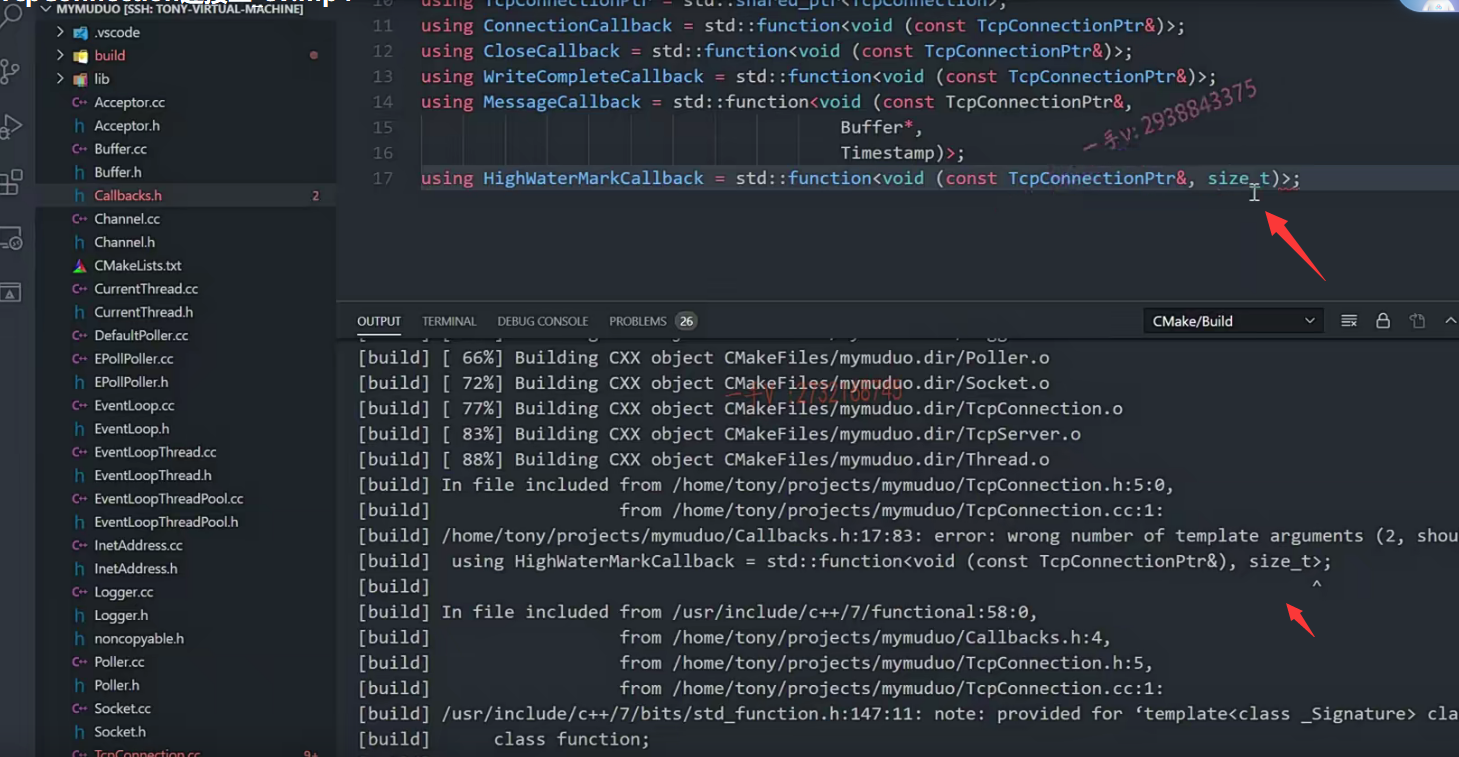 MYMUDUO [SSH: TONY-VIRTUAL-MACHINE]
.vscode
build
lib
Acceptor.cc
Acceptor.h
Buffer.cc
Buffer.h
Callbacks.h 2
Channel.cc
Channel.h
CMakeLists.txt
CurrentThread.cc
CurrentThread.h
DefaultPoller.cc
EPollPoller.cc
EPollPoller.h
EventLoop.cc
EventLoop.h
EventLoopThread.cc
EventLoopThread.h
EventLoopThreadPool.cc
EventLoopThreadPool.h
InetAddress.cc
InetAddress.h
Logger.cc
Logger.h
noncopyable.h
Poller.cc
Poller.h
Socket.cc
Socket.h
TcpConnection.cc 9+
10 using TcpConnectionPtr = std::shared_ptr<TcpConnection>;
11 using ConnectionCallback = std::function<void (const TcpConnectionPtr&)>;
12 using CloseCallback = std::function<void (const TcpConnectionPtr&)>;
13 using WriteCompleteCallback = std::function<void (const TcpConnectionPtr&)>;
14 using MessageCallback = std::function<void (const TcpConnectionPtr&,
15 Buffer*,
16 Timestamp)>;
17 using HighWaterMarkCallback = std::function<void (const TcpConnectionPtr&, size_t)>;
一手V: 2938843375
OUTPUT TERMINAL DEBUG CONSOLE PROBLEMS 26 CMake/Build
[build] [ 66%] Building CXX object CMakeFiles/mymuduo.dir/Poller.o
[build] [ 72%] Building CXX object CMakeFiles/mymuduo.dir/Socket.o
[build] [ 77%] Building CXX object CMakeFiles/mymuduo.dir/TcpConnection.o
[build] [ 83%] Building CXX object CMakeFiles/mymuduo.dir/TcpServer.o
[build] [ 88%] Building CXX object CMakeFiles/mymuduo.dir/Thread.o
[build] In file included from /home/tony/projects/mymuduo/TcpConnection.h:5:0,
[build] from /home/tony/projects/mymuduo/TcpConnection.cc:1:
[build] /home/tony/projects/mymuduo/Callbacks.h:17:83: error: wrong number of template arguments (2, shou
[build] using HighWaterMarkCallback = std::function<void (const TcpConnectionPtr&), size_t>;
[build] ^
[build] In file included from /usr/include/c++/7/functional:58:0,
[build] from /home/tony/projects/mymuduo/Callbacks.h:4,
[build] from /home/tony/projects/mymuduo/TcpConnection.h:5,
[build] from /home/tony/projects/mymuduo/TcpConnection.cc:1:
[build] /usr/include/c++/7/bits/std_function.h:147:11: note: provided for ‘template<class _Signature> cla
[build] class function;